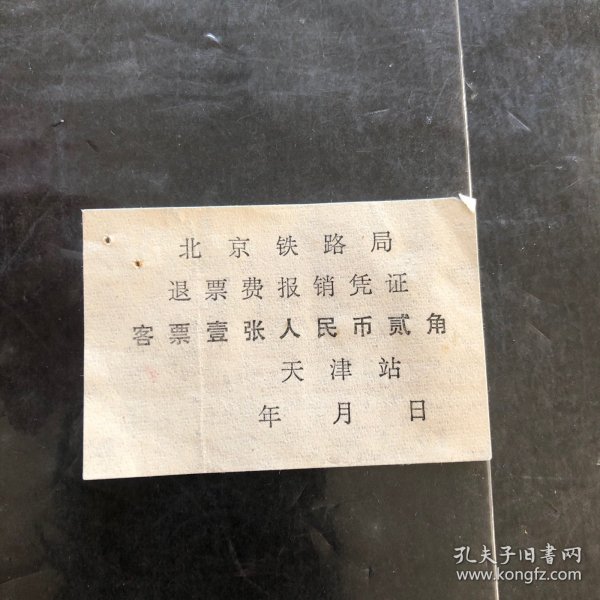 北京铁路局
退票费报销凭证
客票壹张人民币贰角
天津站
年 月 日
孔夫子旧书网
www.kongfz.com